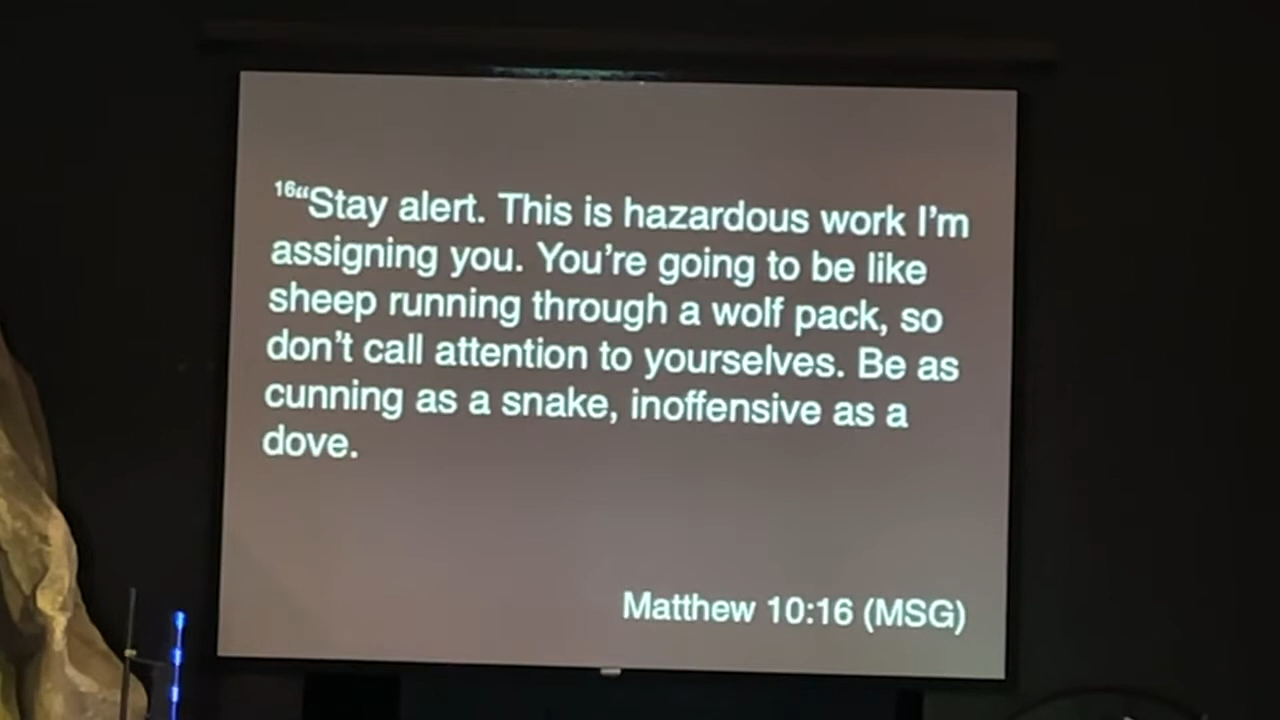 16“Stay alert. This is hazardous work I’m
assigning you. You’re going to be like
sheep running through a wolf pack, so
don’t call attention to yourselves. Be as
cunning as a snake, inoffensive as a
dove.
Matthew 10:16 (MSG)